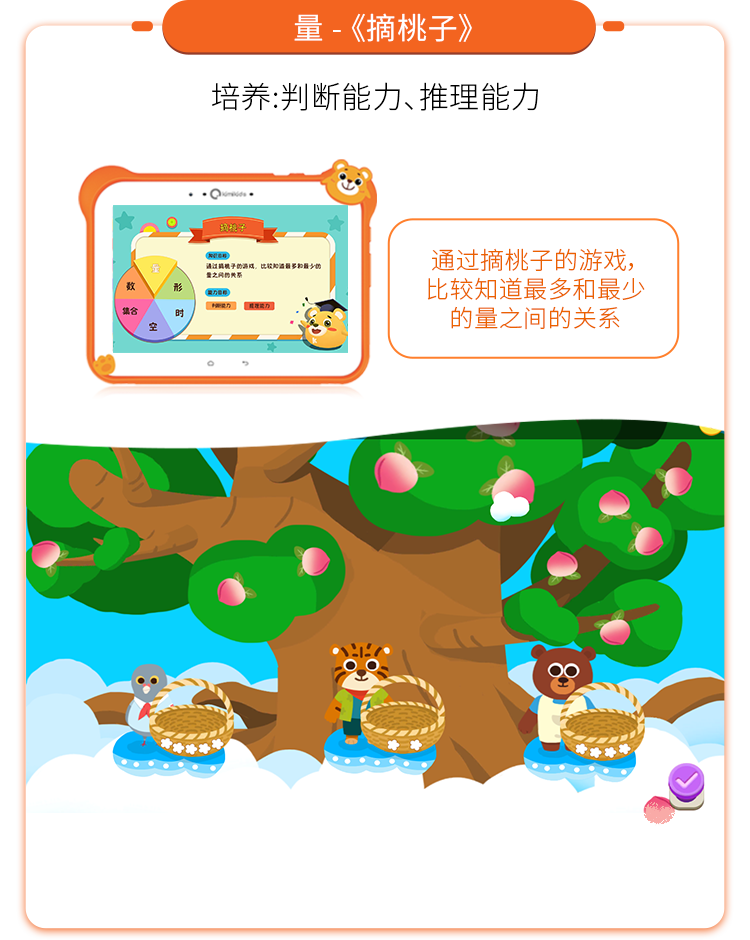 量 -《摘桃子》
培养:判断能力、推理能力
摘桃子
知识目标
通过摘桃子的游戏, 比较知道最多和最少的
量之间的关系
能力目标
判断能力 推理能力
量
数 形
集合 时
空
通过摘桃子的游戏,
比较知道最多和最少
的量之间的关系